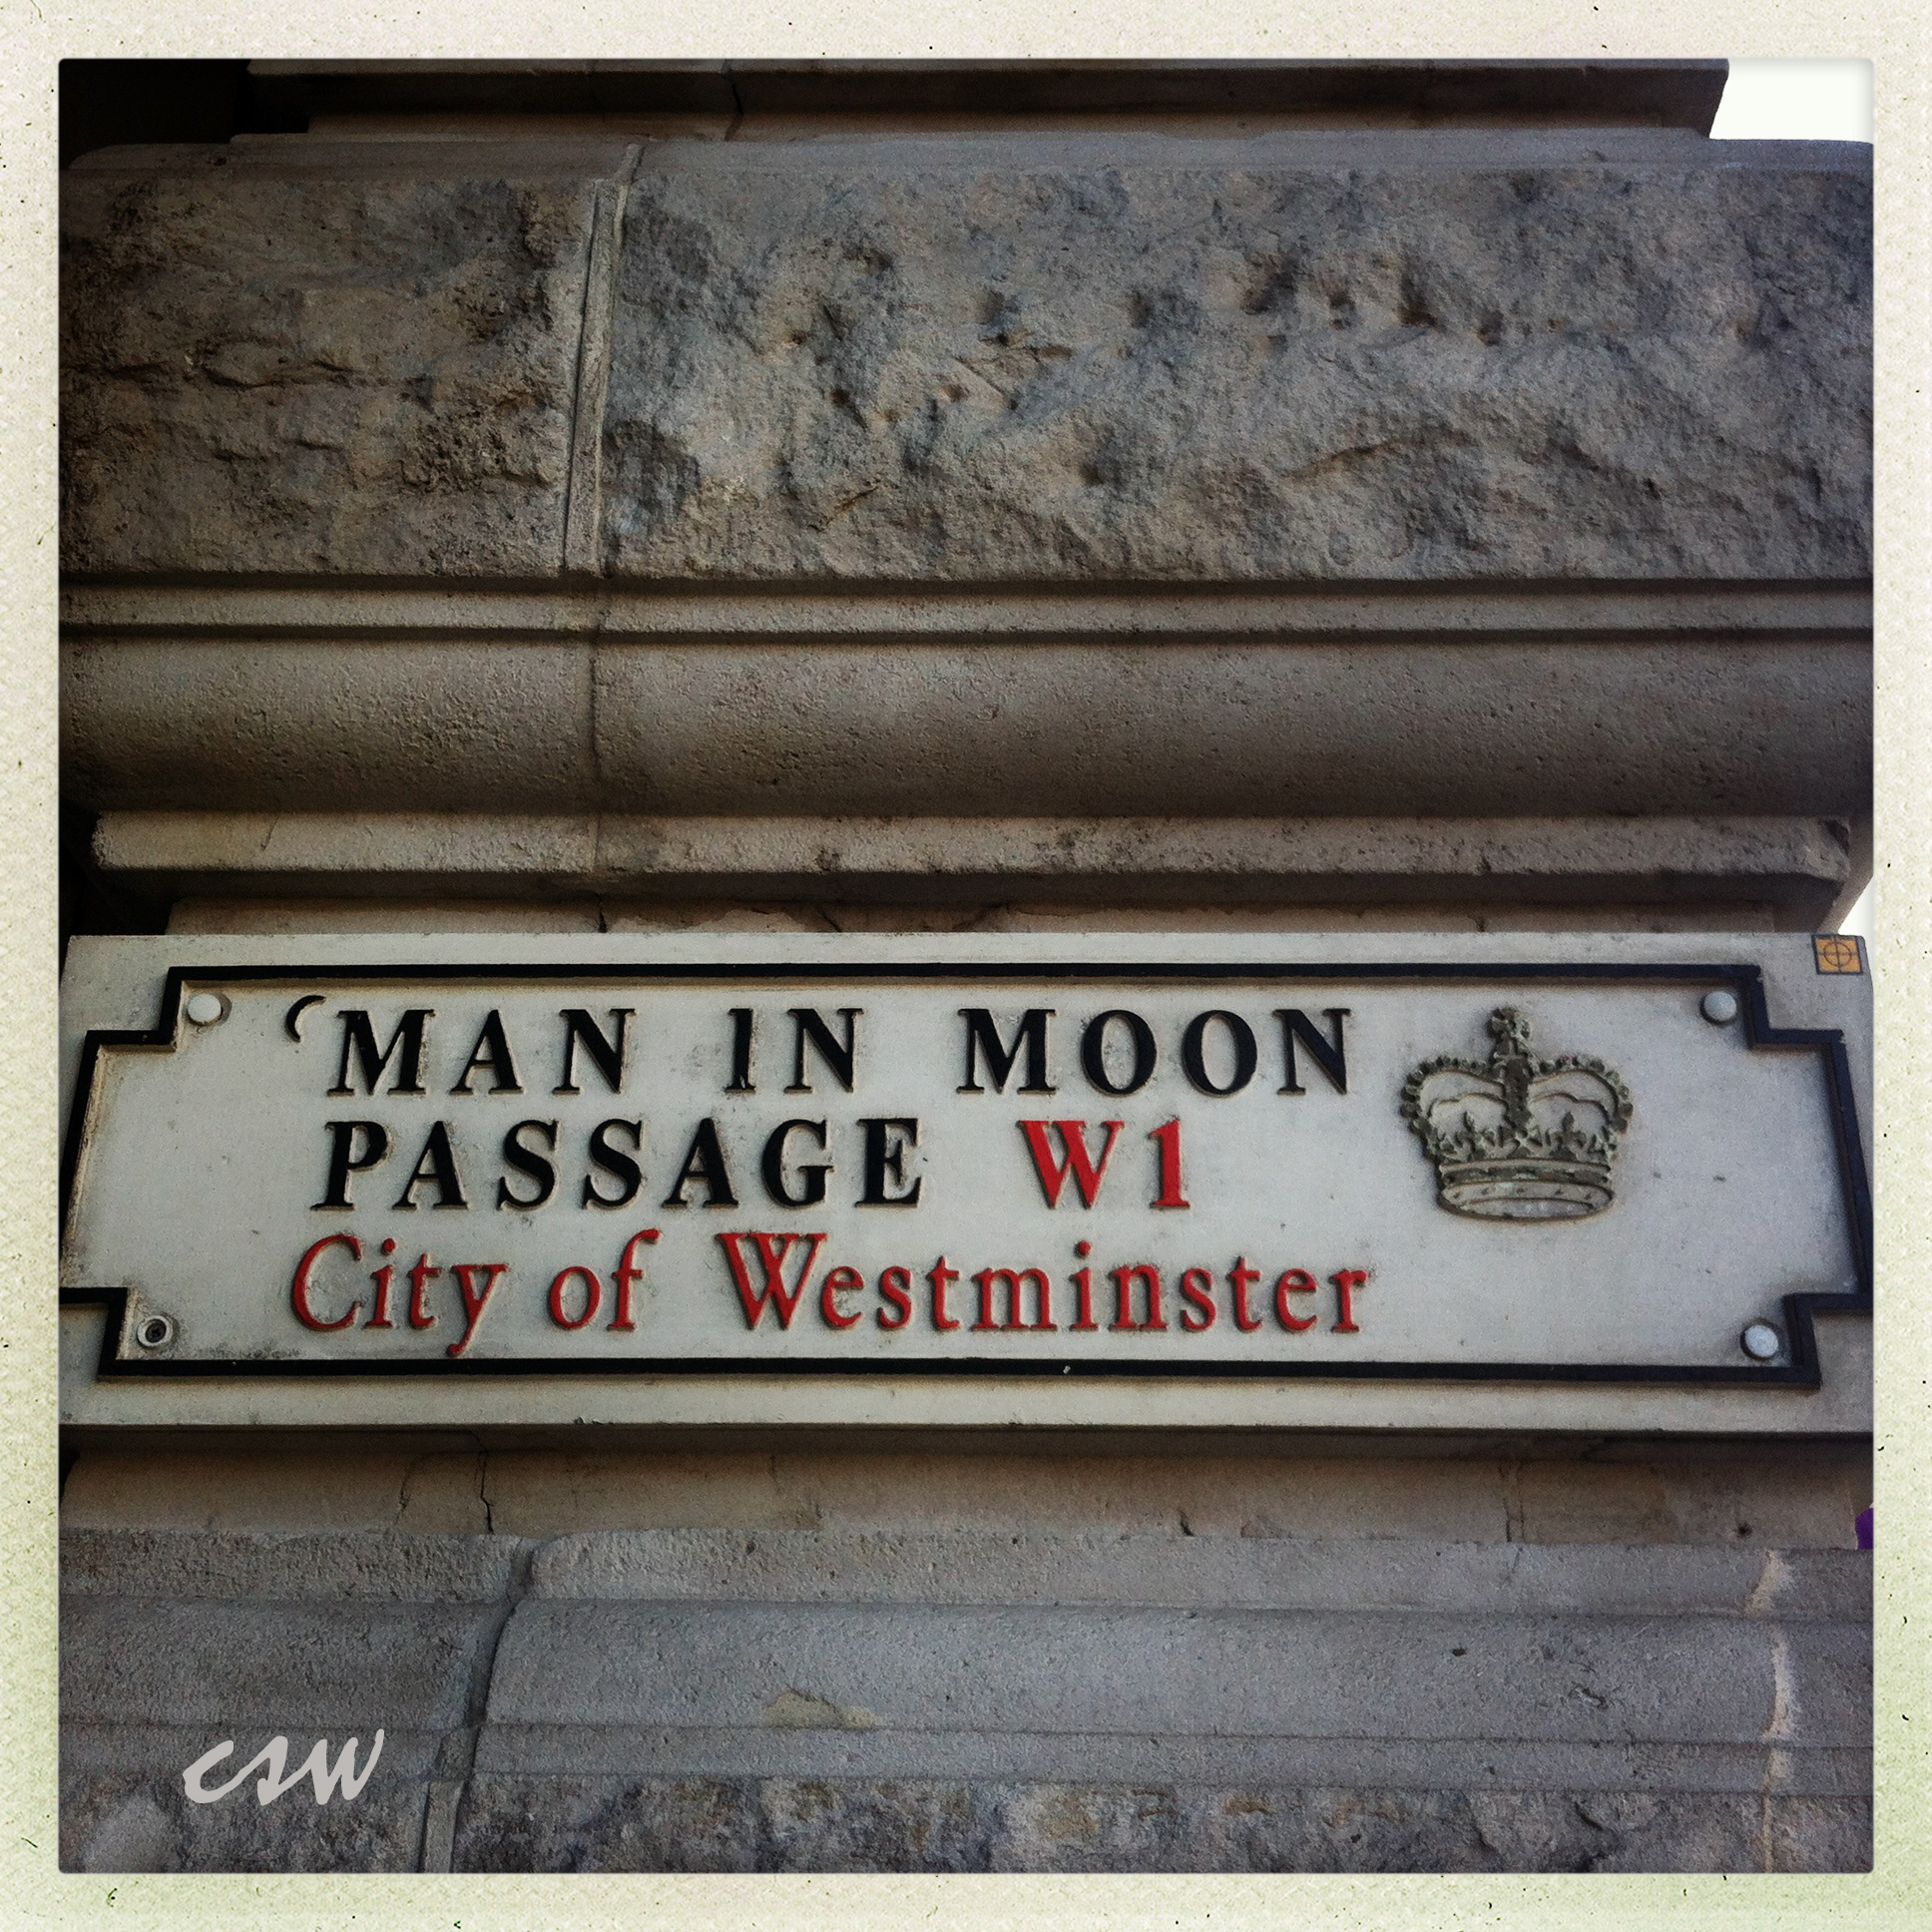 MAN IN MOON
PASSAGE W1
City of Westminster
csw